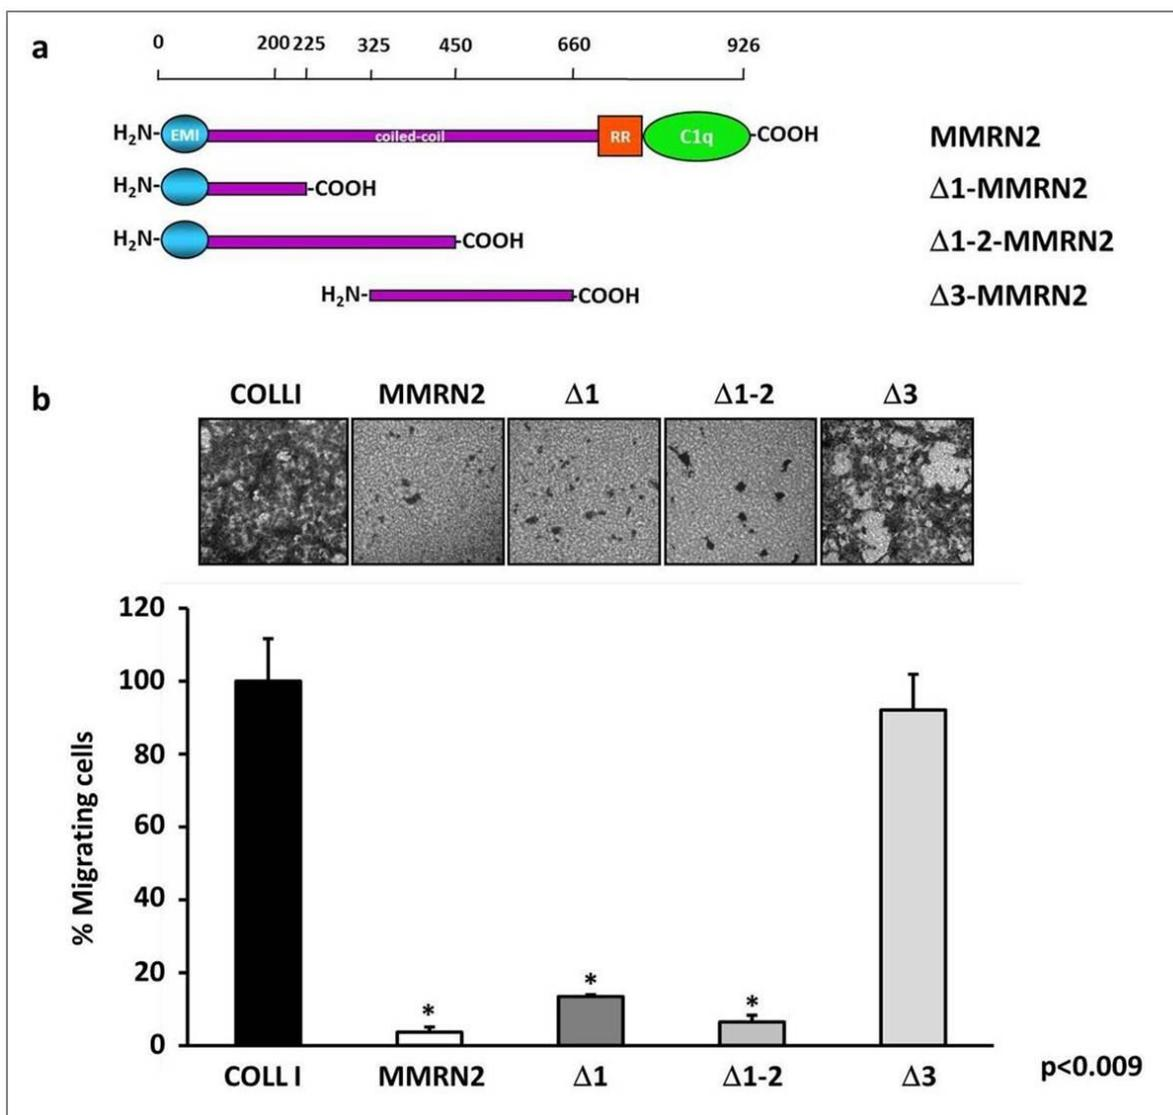 a
0 200 225 325 450 660 926
H₂N- EMI coiled-coil RR C1q -COOH MMRN2
H₂N- -COOH Δ1-MMRN2
H₂N- -COOH Δ1-2-MMRN2
H₂N- -COOH Δ3-MMRN2
b
COLLI MMRN2 Δ1 Δ1-2 Δ3
% Migrating cells
120
100
80
60
40
20
0
* * *
COLL I MMRN2 Δ1 Δ1-2 Δ3
p<0.009